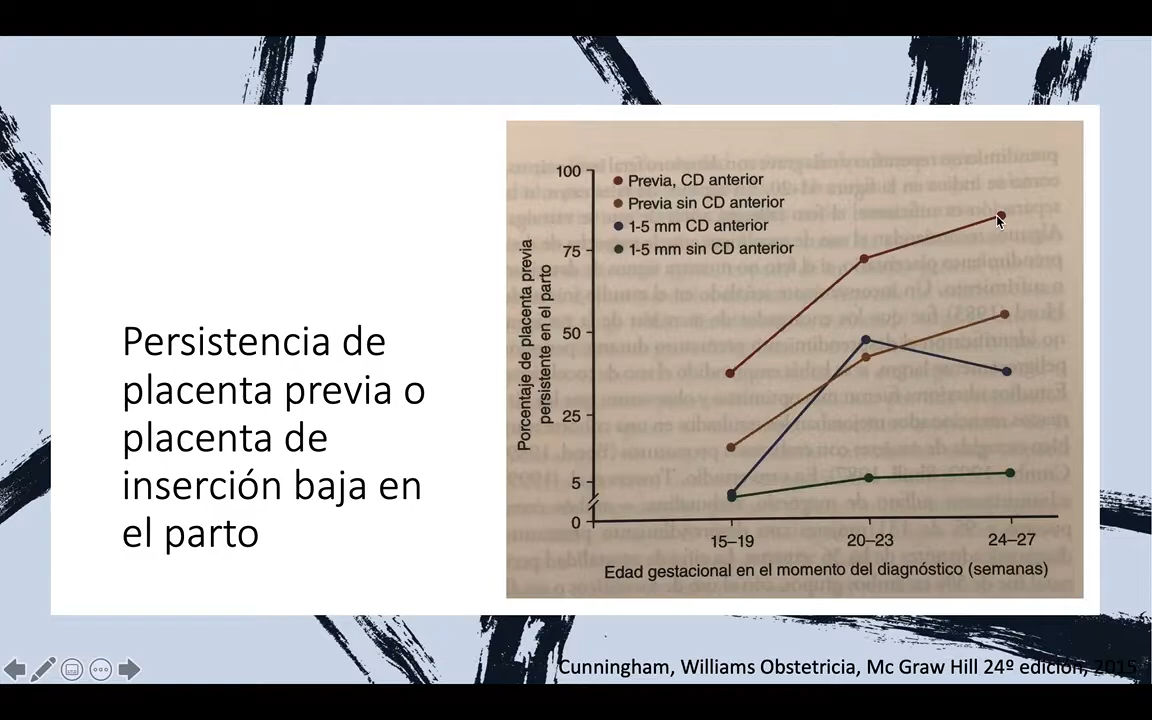 Persistencia de
placenta previa o
placenta de
inserción baja en
el parto
Porcentaje de placenta previa
persistente en el parto
100
75
50
25
5
0
Previa, CD anterior
Previa sin CD anterior
1-5 mm CD anterior
1-5 mm sin CD anterior
15–19
20–23
24–27
Edad gestacional en el momento del diagnóstico (semanas)
Cunningham, Williams Obstetricia, Mc Graw Hill 24º edición, 2015